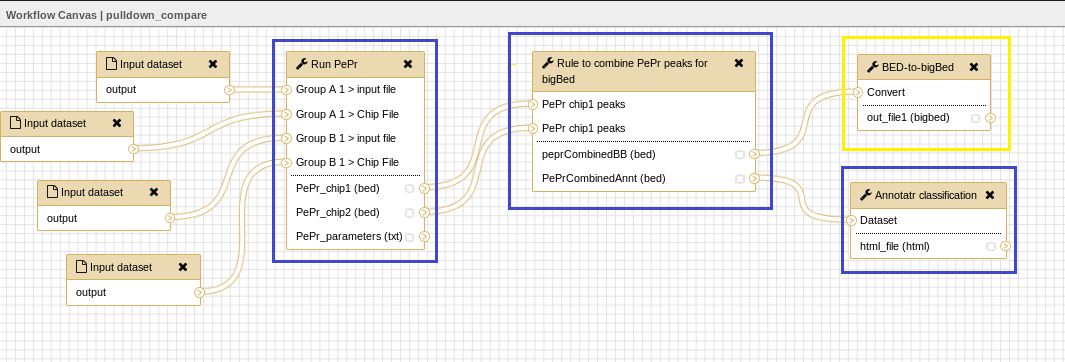 Workflow Canvas | pulldown_compare
Input dataset
output
Input dataset
output
Input dataset
output
Input dataset
output
Run PePr
Group A 1 > input file
Group A 1 > Chip File
Group B 1 > input file
Group B 1 > Chip File
PePr_chip1 (bed)
PePr_chip2 (bed)
PePr_parameters (txt)
Rule to combine PePr peaks for
bigBed
PePr chip1 peaks
PePr chip1 peaks
peprCombinedBB (bed)
PePrCombinedAnnt (bed)
BED-to-bigBed
Convert
out_file1 (bigbed)
Annotatr classification
Dataset
html_file (html)